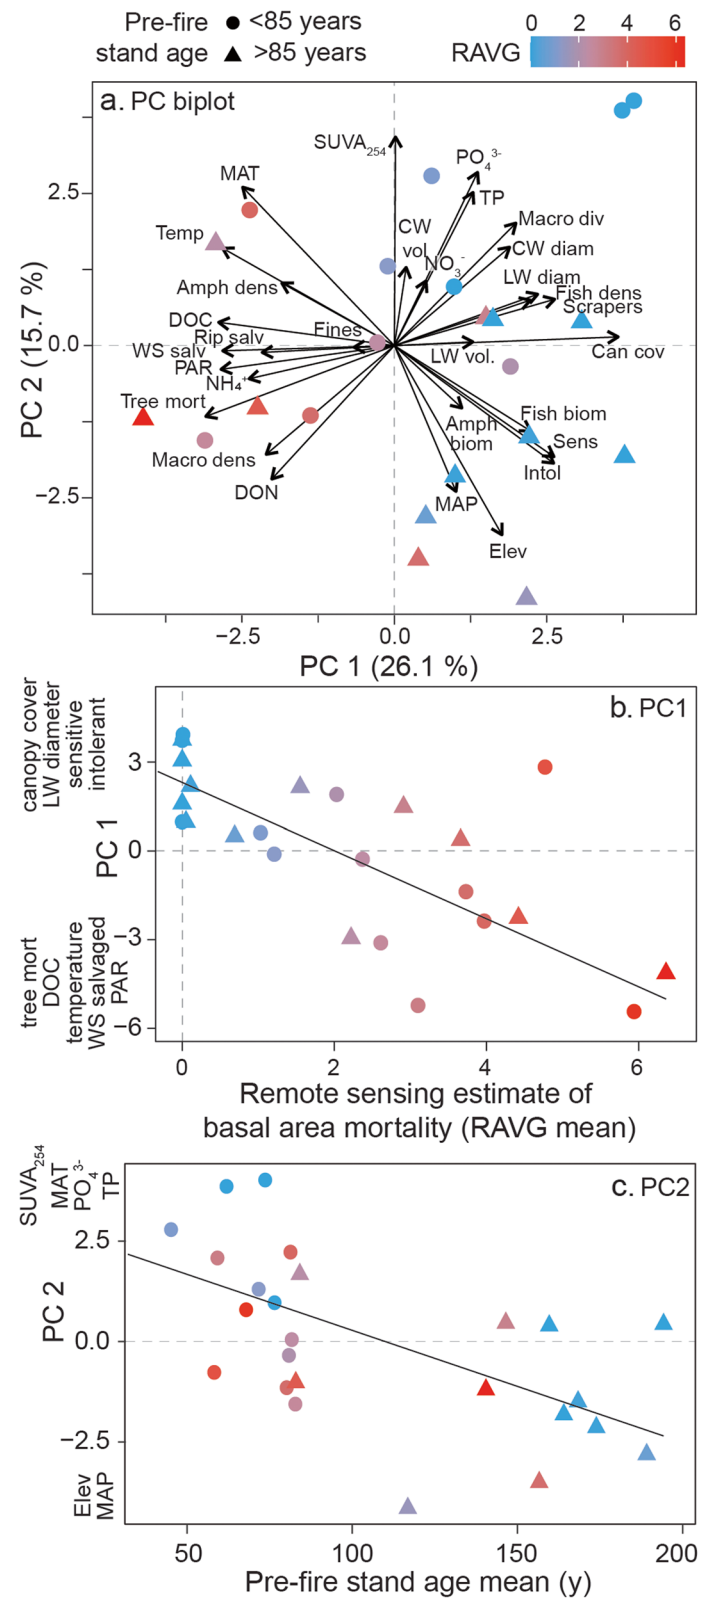 Pre-fire ● <85 years
stand age ▲ >85 years
RAVG
0 2 4 6
a. PC biplot
SUVA254
PO4 3-
MAT
TP
Macro div
CW vol
CW diam
Temp
NO3-
LW diam
Amph dens
Fish dens
Scrapers
DOC
Fines
Rip salv
WS salv
LW vol.
Can cov
PAR
NH4+
Tree mort
Fish biom
Amph biom
Sens
Macro dens
Intol
DON
MAP
Elev
2.5
0.0
−2.5
PC 2 (15.7 %)
−2.5 0.0 2.5
PC 1 (26.1 %)
b. PC1
canopy cover
LW diameter
sensitive
intolerant
PC 1
tree mort
DOC
temperature
WS salvaged
PAR
3
0
−3
−6
0 2 4 6
Remote sensing estimate of
basal area mortality (RAVG mean)
c. PC2
SUVA254
MAT
PO4 3-
TP
PC 2
Elev
MAP
2.5
0.0
−2.5
50 100 150 200
Pre-fire stand age mean (y)